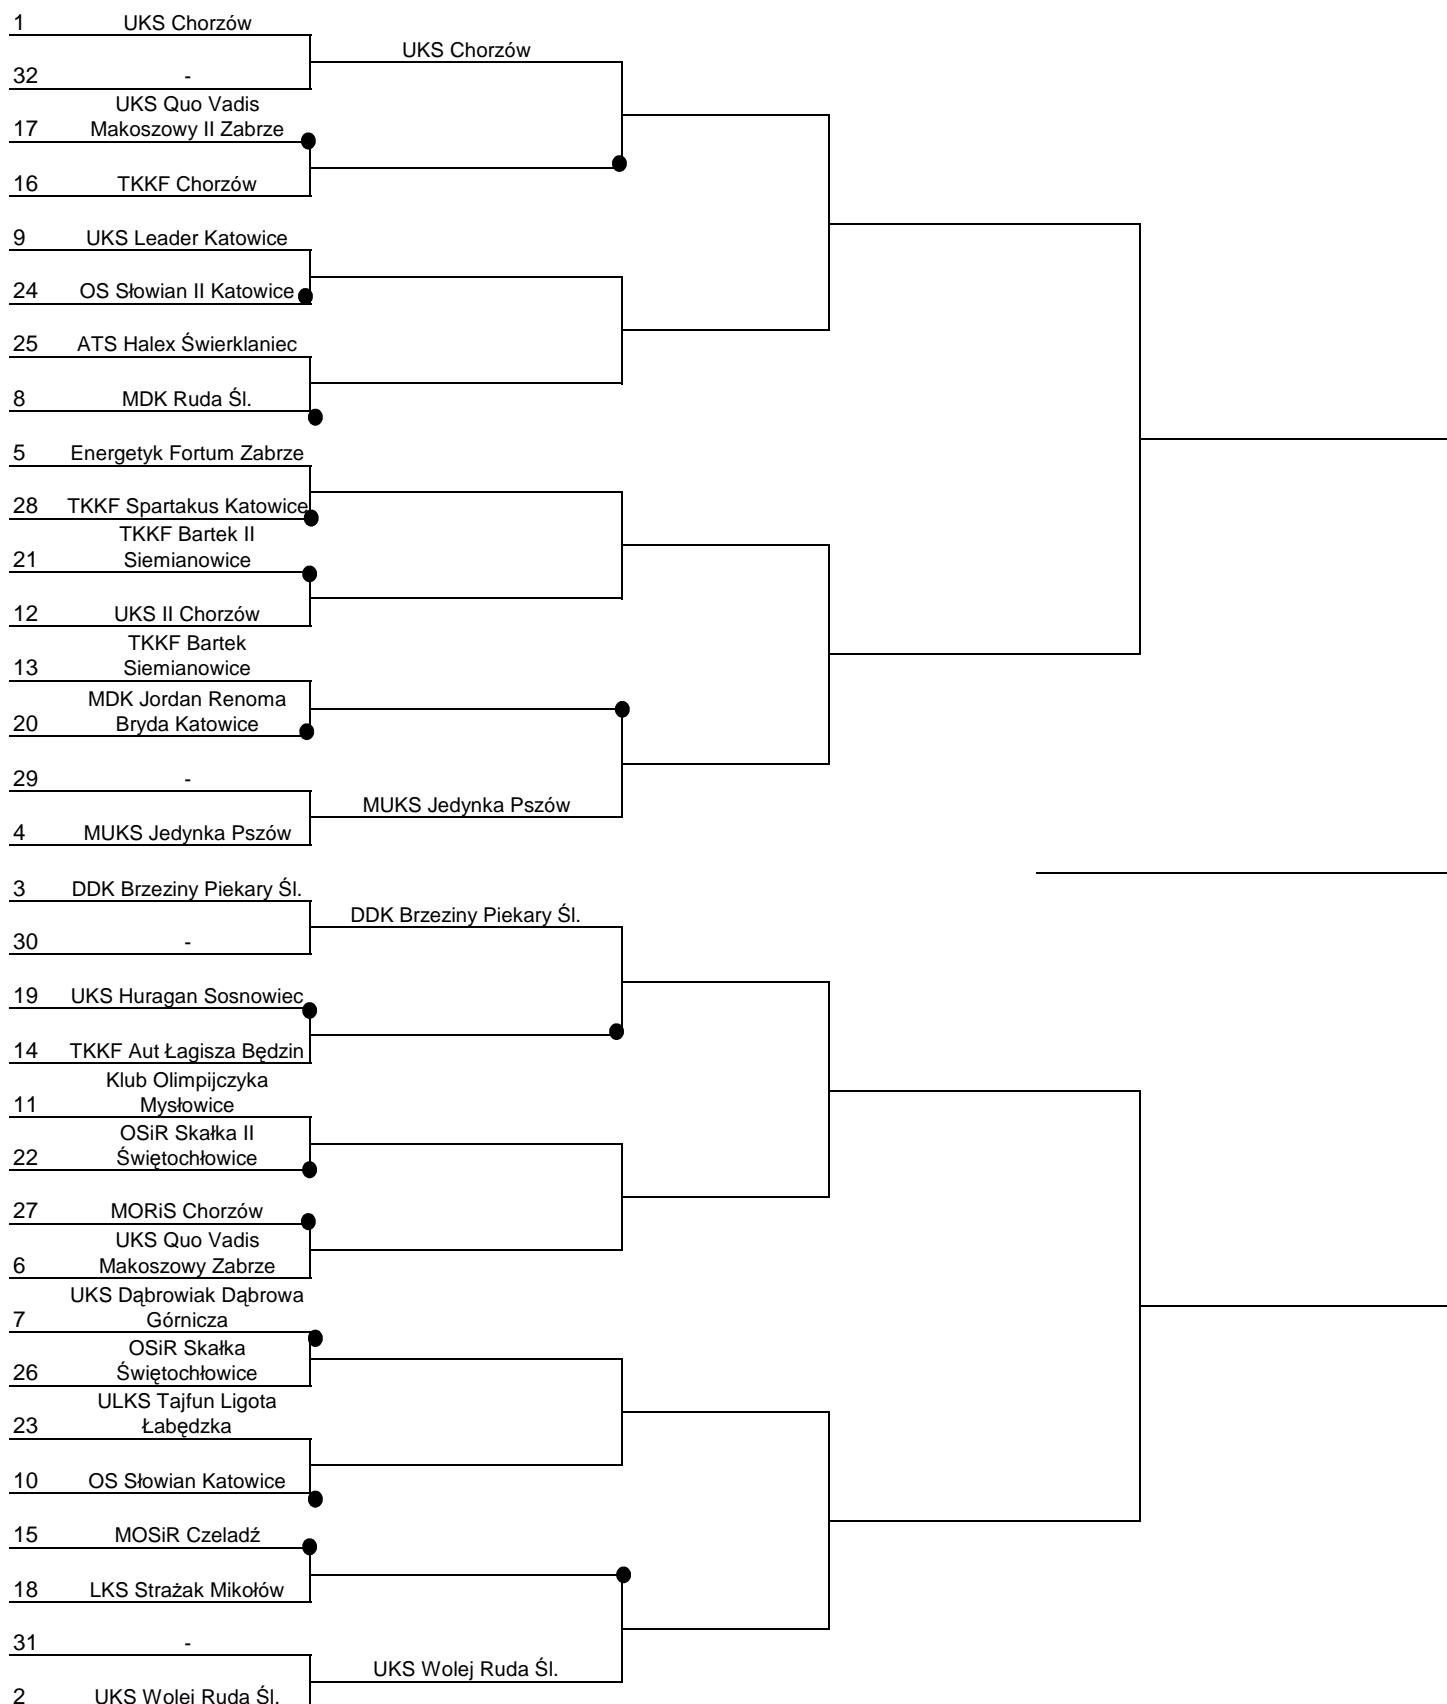 1 UKS Chorzów
UKS Chorzów
32 -
UKS Quo Vadis
17 Makoszowy II Zabrze
16 TKKF Chorzów
9 UKS Leader Katowice
24 OS Słowian II Katowice
25 ATS Halex Świerklaniec
8 MDK Ruda Śl.
5 Energetyk Fortum Zabrze
28 TKKF Spartakus Katowice
TKKF Bartek II
21 Siemianowice
12 UKS II Chorzów
TKKF Bartek
13 Siemianowice
MDK Jordan Renoma
20 Bryda Katowice
29 -
MUKS Jedynka Pszów
4 MUKS Jedynka Pszów
3 DDK Brzeziny Piekary Śl.
DDK Brzeziny Piekary Śl.
30 -
19 UKS Huragan Sosnowiec
14 TKKF Aut Łagisza Będzin
Klub Olimpijczyka
11 Mysłowice
OSiR Skałka II
22 Świętochłowice
27 MORiS Chorzów
UKS Quo Vadis
6 Makoszowy Zabrze
UKS Dąbrowiak Dąbrowa
7 Górnicza
OSiR Skałka
26 Świętochłowice
ULKS Tajfun Ligota
23 Łabędzka
10 OS Słowian Katowice
15 MOSiR Czeladź
18 LKS Strażak Mikołów
31 -
UKS Wolej Ruda Śl.
2 UKS Wolej Ruda Śl.